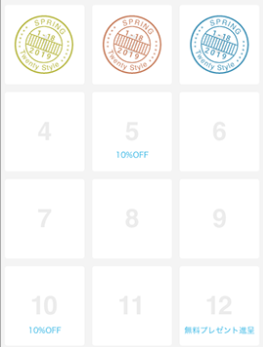 SPRING
1-18
2019
Twenty Style
SPRING
1-18
2019
Twenty Style
SPRING
1-18
2019
Twenty Style
4
5
6
10%OFF
7
8
9
10
11
12
10%OFF
無料プレゼント進呈